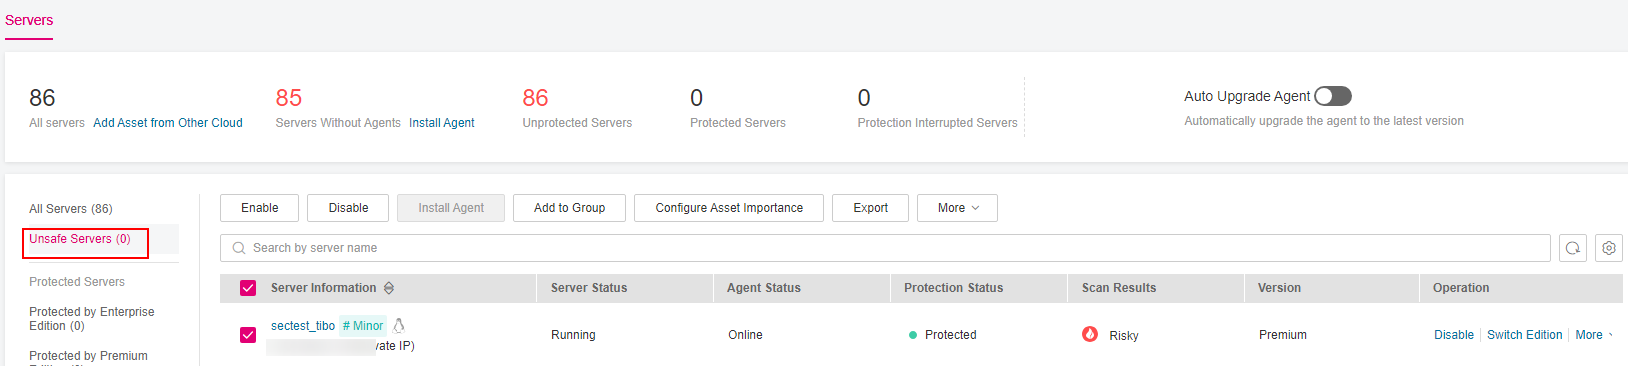 Servers
86
All servers Add Asset from Other Cloud
85
Servers Without Agents Install Agent
86
Unprotected Servers
0
Protected Servers
0
Protection Interrupted Servers
Auto Upgrade Agent
Automatically upgrade the agent to the latest version
All Servers (86)
Unsafe Servers (0)
Protected Servers
Protected by Enterprise
Edition (0)
Protected by Premium
Enable Disable Install Agent Add to Group Configure Asset Importance Export More
Search by server name
Server Information Server Status Agent Status Protection Status Scan Results Version Operation
sectest_tibo # Minor Running Online Protected Risky Premium Disable Switch Edition More
IP)